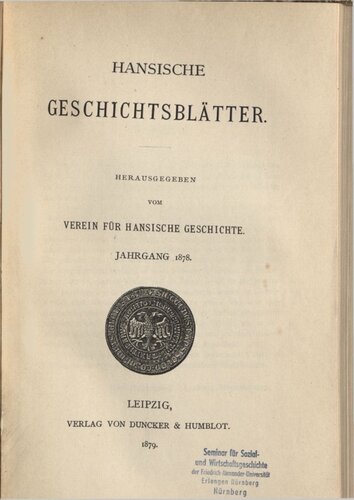 HANSISCHE
GESCHICHTSBLÄTTER.
HERAUSGEGEBEN
VOM
VEREIN FÜR HANSISCHE GESCHICHTE.
JAHRGANG 1878.
LEIPZIG,
VERLAG VON DUNCKER & HUMBLOT.
1879.
Seminar für Sozial-
und Wirtschaftsgeschichte
der Friedrich-Alexander-Universität
Erlangen Nürnberg
Nürnberg